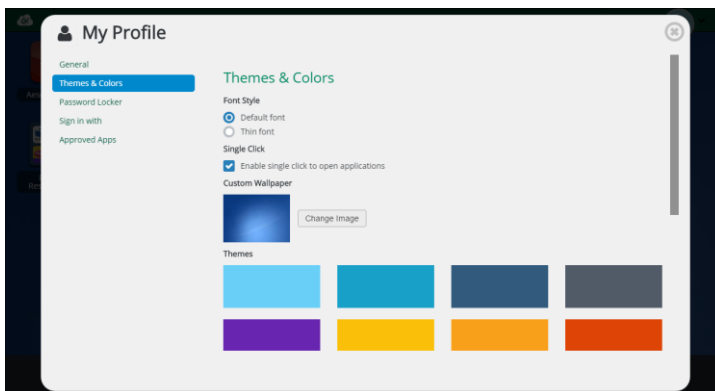 My Profile
General
Themes & Colors
Password Locker
Sign in with
Approved Apps
Themes & Colors
Font Style
Default font
Thin font
Single Click
Enable single click to open applications
Custom Wallpaper
Change Image
Themes